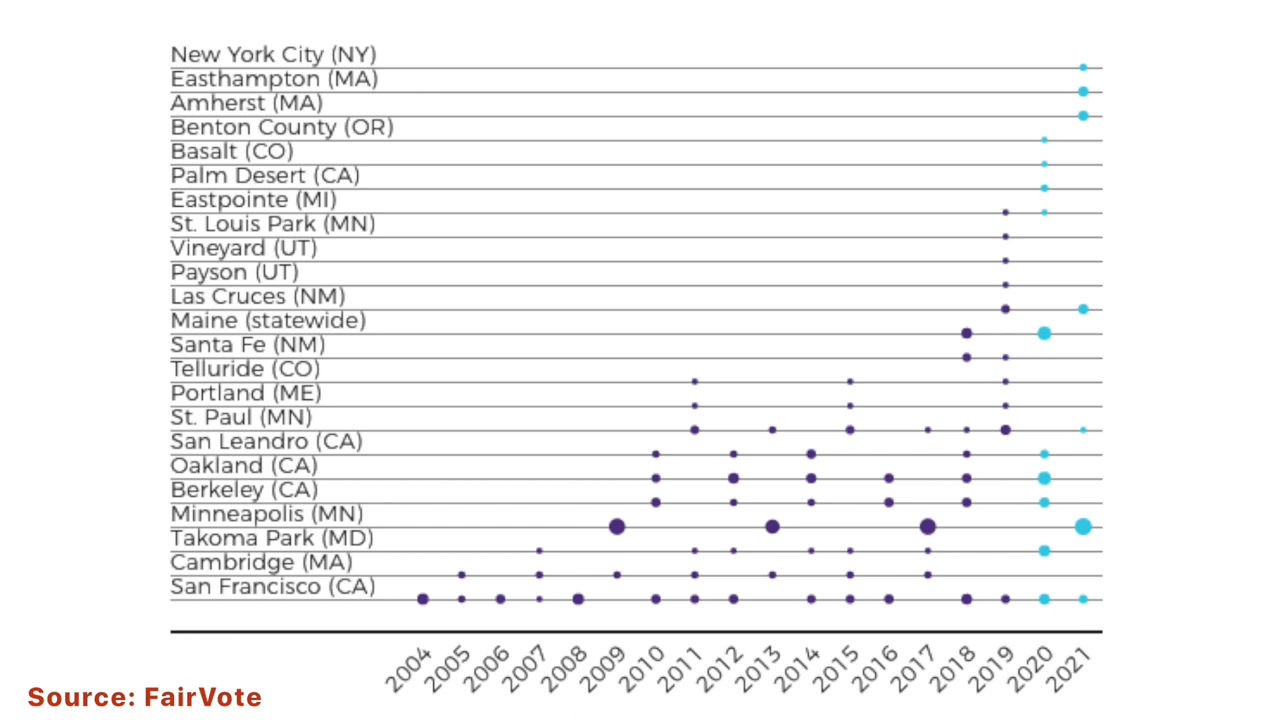 New York City (NY)
Easthampton (MA)
Amherst (MA)
Benton County (OR)
Basalt (CO)
Palm Desert (CA)
Eastpointe (MI)
St. Louis Park (MN)
Vineyard (UT)
Payson (UT)
Las Cruces (NM)
Maine (statewide)
Santa Fe (NM)
Telluride (CO)
Portland (ME)
St. Paul (MN)
San Leandro (CA)
Oakland (CA)
Berkeley (CA)
Minneapolis (MN)
Takoma Park (MD)
Cambridge (MA)
San Francisco (CA)
2004 2005 2006 2007 2008 2009 2010 2011 2012 2013 2014 2015 2016 2017 2018 2019 2020 2021
Source: FairVote